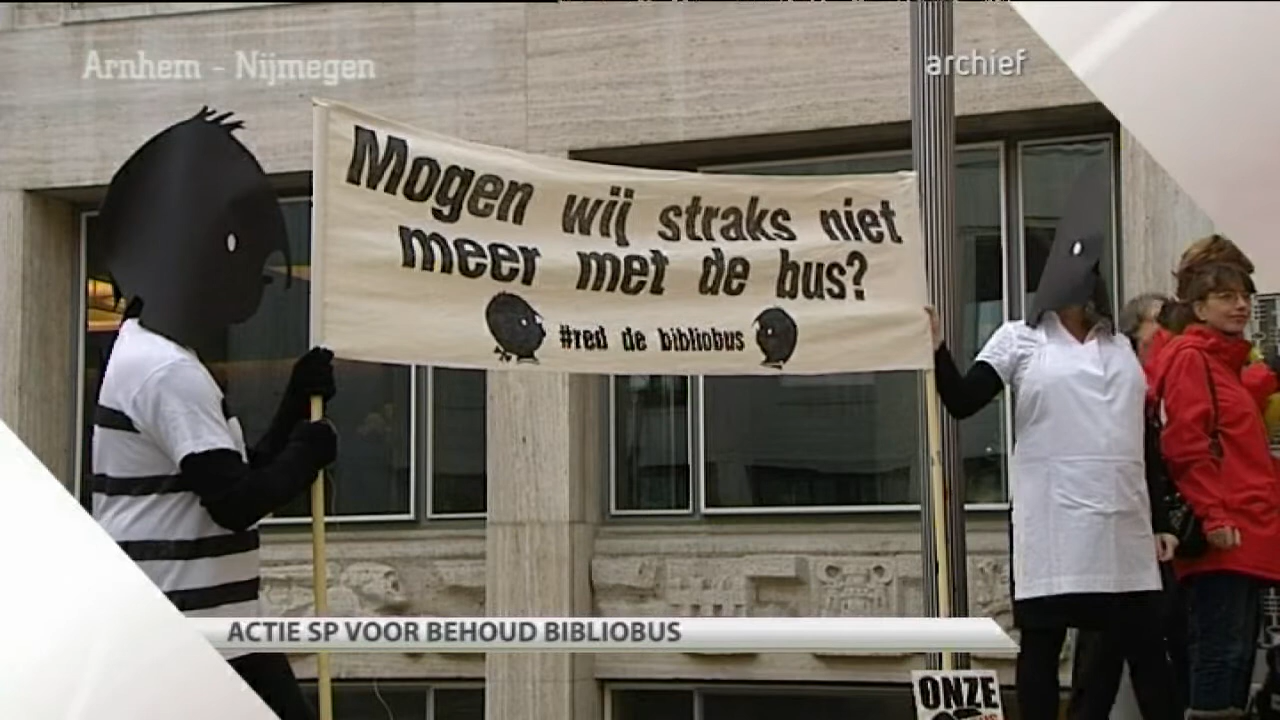 Arnhem - Nijmegen
archief
Mogen wij straks niet
meer met de bus?
#red de bibliobus
ACTIE SP VOOR BEHOUD BIBLIOBUS
ONZE